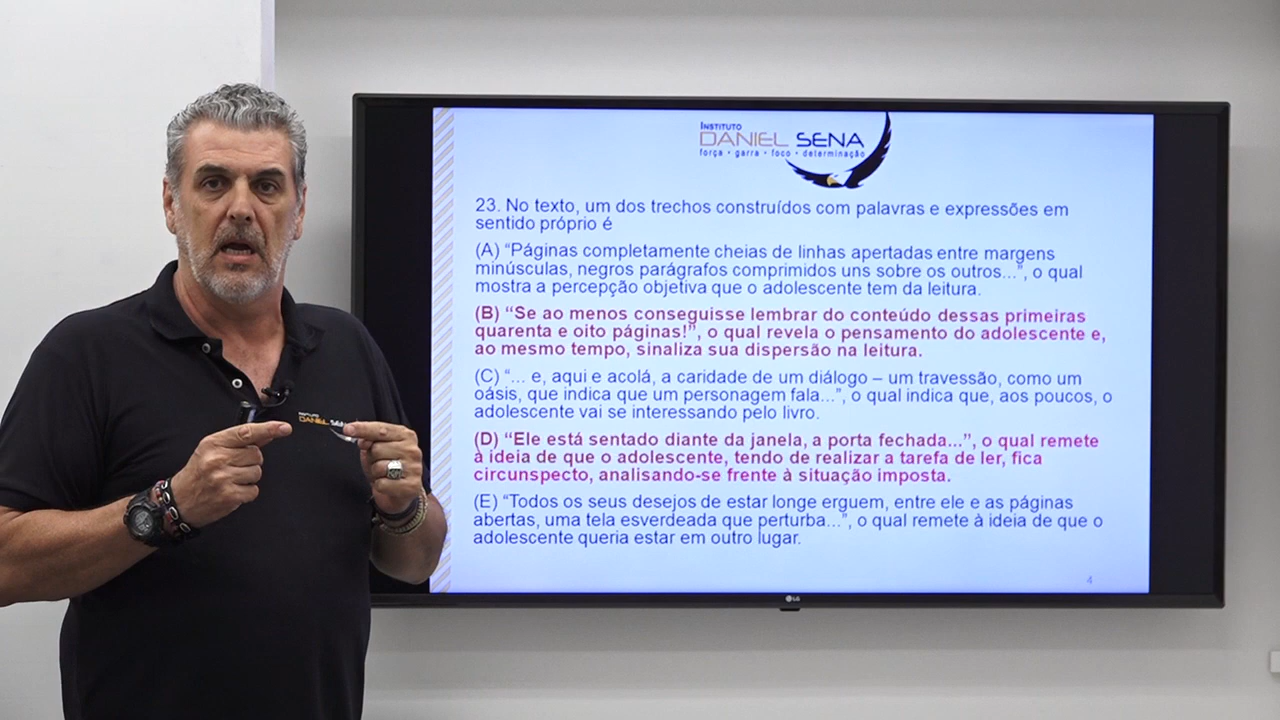 INSTITUTO
DANIEL SENA
força • garra • foco • determinação
23. No texto, um dos trechos construídos com palavras e expressões em
sentido próprio é
(A) “Páginas completamente cheias de linhas apertadas entre margens
minúsculas, negros parágrafos comprimidos uns sobre os outros...”, o qual
mostra a percepção objetiva que o adolescente tem da leitura.
(B) “Se ao menos conseguisse lembrar do conteúdo dessas primeiras
quarenta e oito páginas!”, o qual revela o pensamento do adolescente e,
ao mesmo tempo, sinaliza sua dispersão na leitura.
(C) “... e, aqui e acolá, a caridade de um diálogo – um travessão, como um
oásis, que indica que um personagem fala...”, o qual indica que, aos poucos, o
adolescente vai se interessando pelo livro.
(D) “Ele está sentado diante da janela, a porta fechada...”, o qual remete
à ideia de que o adolescente, tendo de realizar a tarefa de ler, fica
circunspecto, analisando-se frente à situação imposta.
(E) “Todos os seus desejos de estar longe erguem, entre ele e as páginas
abertas, uma tela esverdeada que perturba...”, o qual remete à ideia de que o
adolescente queria estar em outro lugar.
4
LG
INSTITUTO
DANIEL